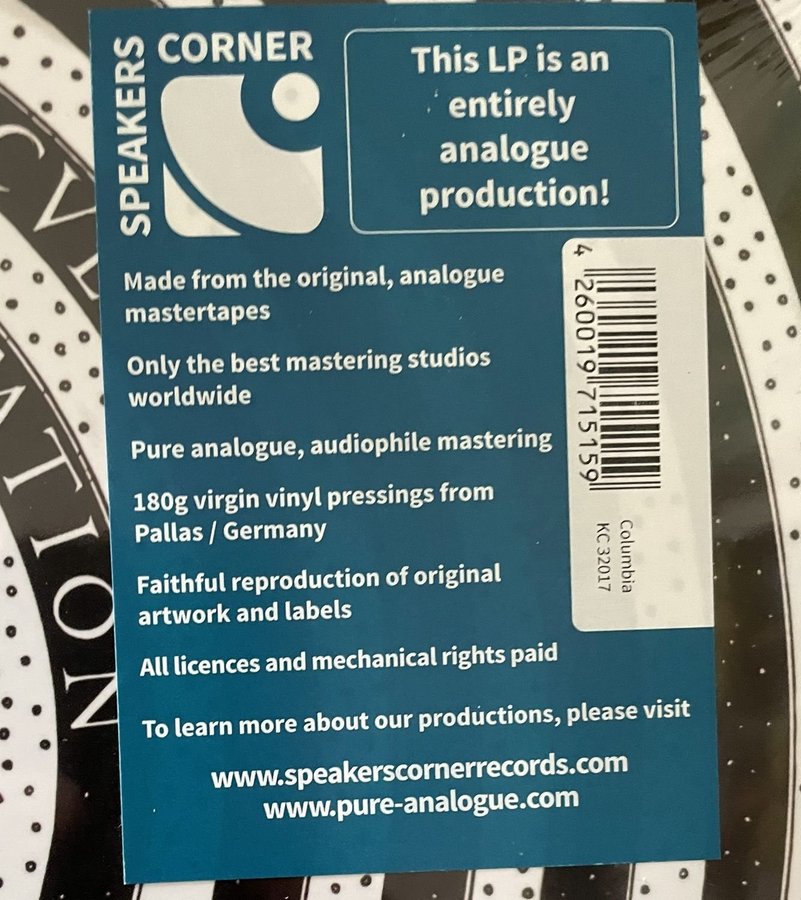 SPEAKERS
CORNER
This LP is an
entirely
analogue
production!
Made from the original, analogue
mastertapes
Only the best mastering studios
worldwide
Pure analogue, audiophile mastering
180g virgin vinyl pressings from
Pallas / Germany
Faithful reproduction of original
artwork and labels
All licences and mechanical rights paid
4 260019 715159
Columbia
KC 32017
To learn more about our productions, please visit
www.speakerscornerrecords.com
www.pure-analogue.com